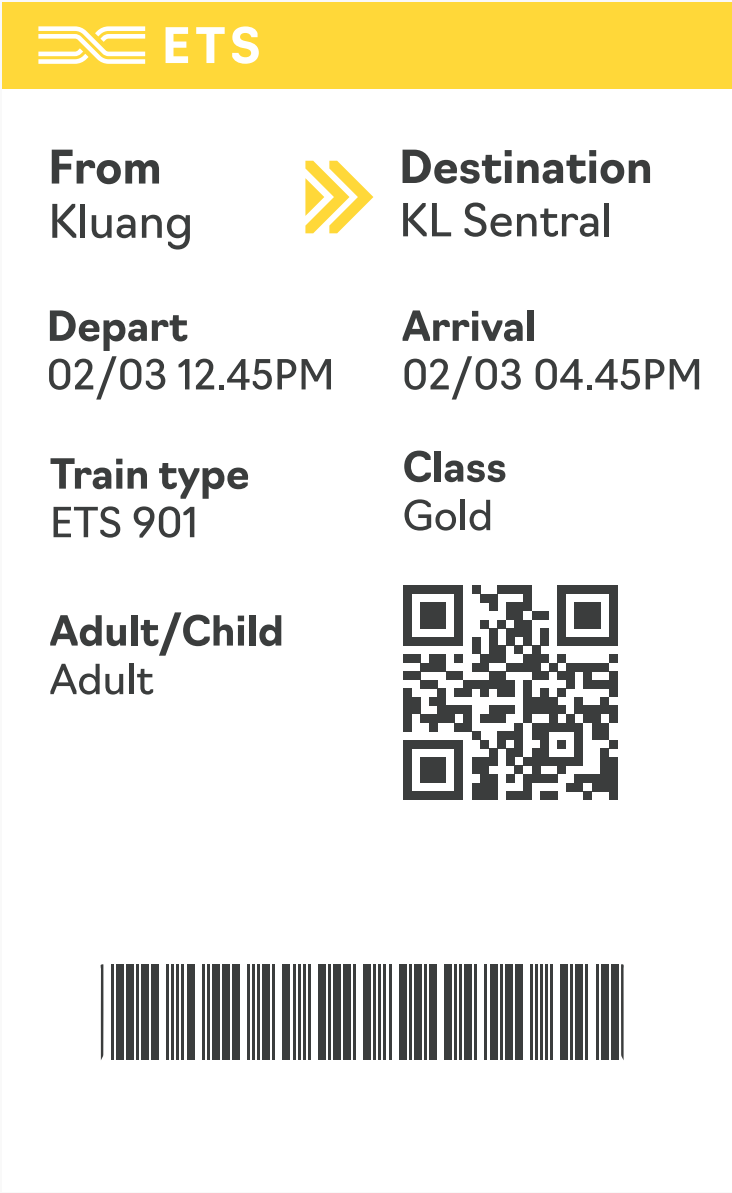 ETS
From
Kluang
Destination
KL Sentral
Depart
02/03 12.45PM
Arrival
02/03 04.45PM
Train type
ETS 901
Class
Gold
Adult/Child
Adult